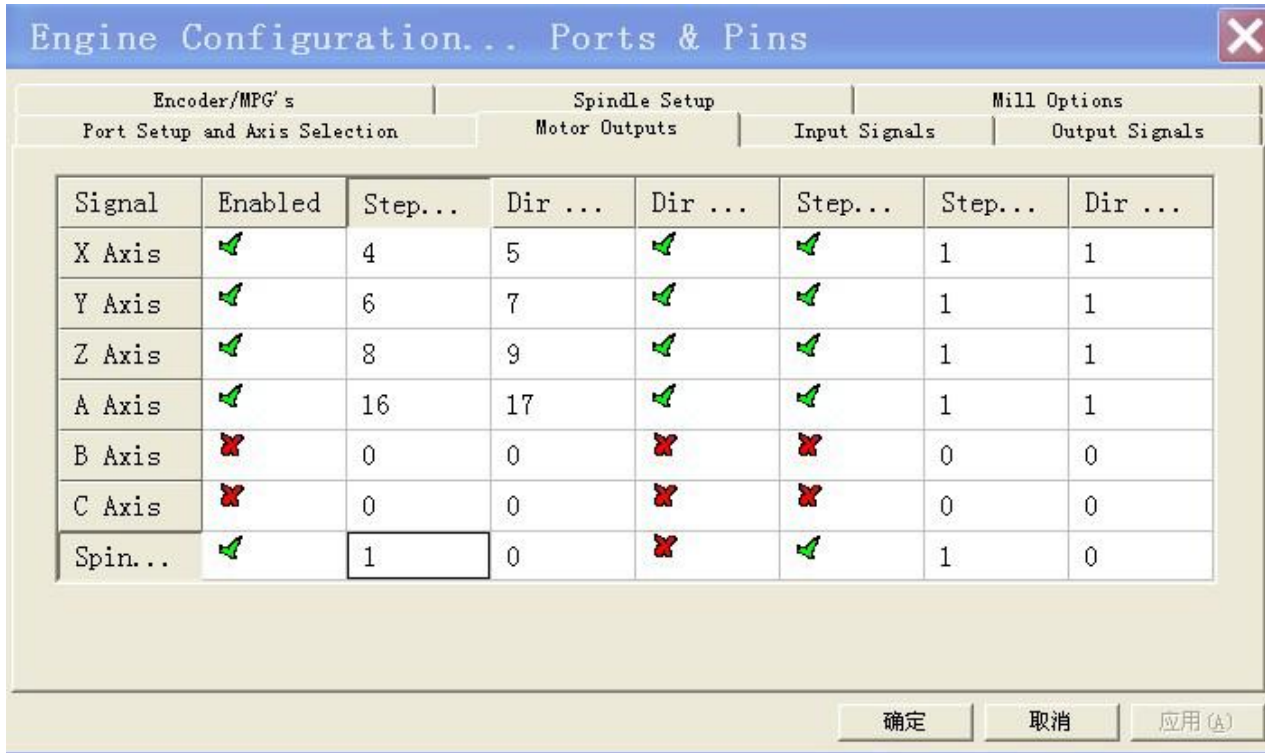 Engine Configuration... Ports & Pins
Encoder/MPG's Spindle Setup Mill Options
Port Setup and Axis Selection Motor Outputs Input Signals Output Signals
Signal Enabled Step... Dir ... Dir ... Step... Step... Dir ...
X Axis 4 5 1 1
Y Axis 6 7 1 1
Z Axis 8 9 1 1
A Axis 16 17 1 1
B Axis 0 0 0 0
C Axis 0 0 0 0
Spin... 1 0 1 0
确定 取消 应用(A)